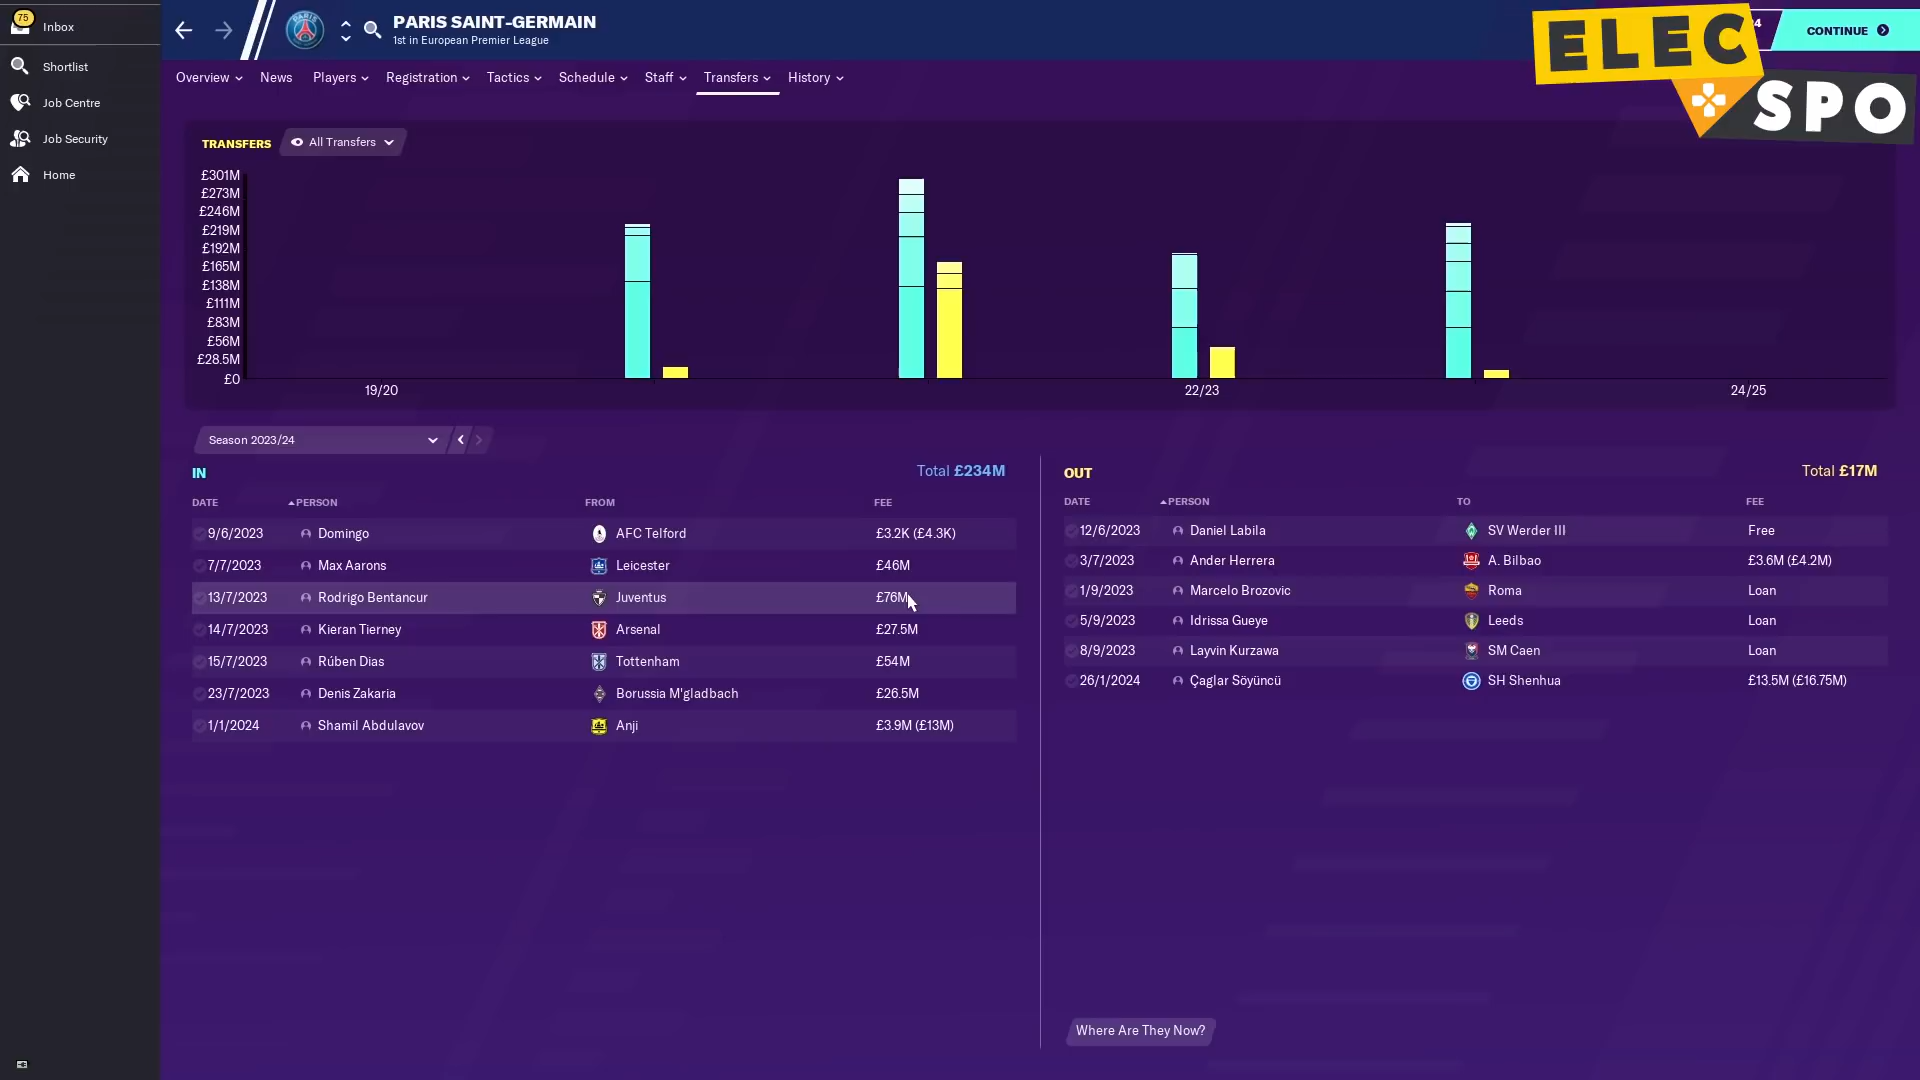 75
Inbox
Shortlist
Job Centre
Job Security
Home
PARIS SAINT-GERMAIN
1st in European Premier League
4
CONTINUE
ELEC
SPO
Overview News Players Registration Tactics Schedule Staff Transfers History
TRANSFERS All Transfers
£301M
£273M
£246M
£219M
£192M
£165M
£138M
£111M
£83M
£56M
£28.5M
£0
19/20 22/23 24/25
Season 2023/24
IN Total £234M
DATE PERSON FROM FEE
9/6/2023 Domingo AFC Telford £3.2K (£4.3K)
7/7/2023 Max Aarons Leicester £46M
13/7/2023 Rodrigo Bentancur Juventus £76M
14/7/2023 Kieran Tierney Arsenal £27.5M
15/7/2023 Rúben Dias Tottenham £54M
23/7/2023 Denis Zakaria Borussia M'gladbach £26.5M
1/1/2024 Shamil Abdulavov Anji £3.9M (£13M)
OUT Total £17M
DATE PERSON TO FEE
12/6/2023 Daniel Labila SV Werder III Free
3/7/2023 Ander Herrera A. Bilbao £3.6M (£4.2M)
1/9/2023 Marcelo Brozovic Roma Loan
5/9/2023 Idrissa Gueye Leeds Loan
8/9/2023 Layvin Kurzawa SM Caen Loan
26/1/2024 Çaglar Söyüncü SH Shenhua £13.5M (£16.75M)
Where Are They Now?